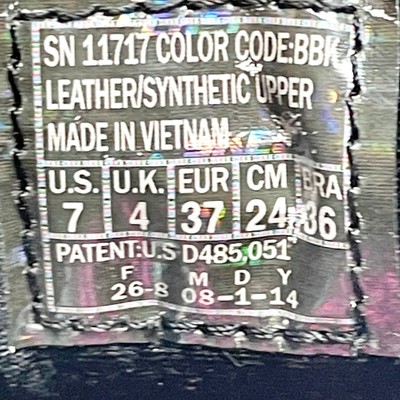 SN 11717 COLOR CODE:BBK
LEATHER/SYNTHETIC UPPER
MADE IN VIETNAM
U.S. U.K. EUR CM BRA
7 4 37 24 36
PATENT:U.S D485,051
F M D Y
26-8 08-1-14